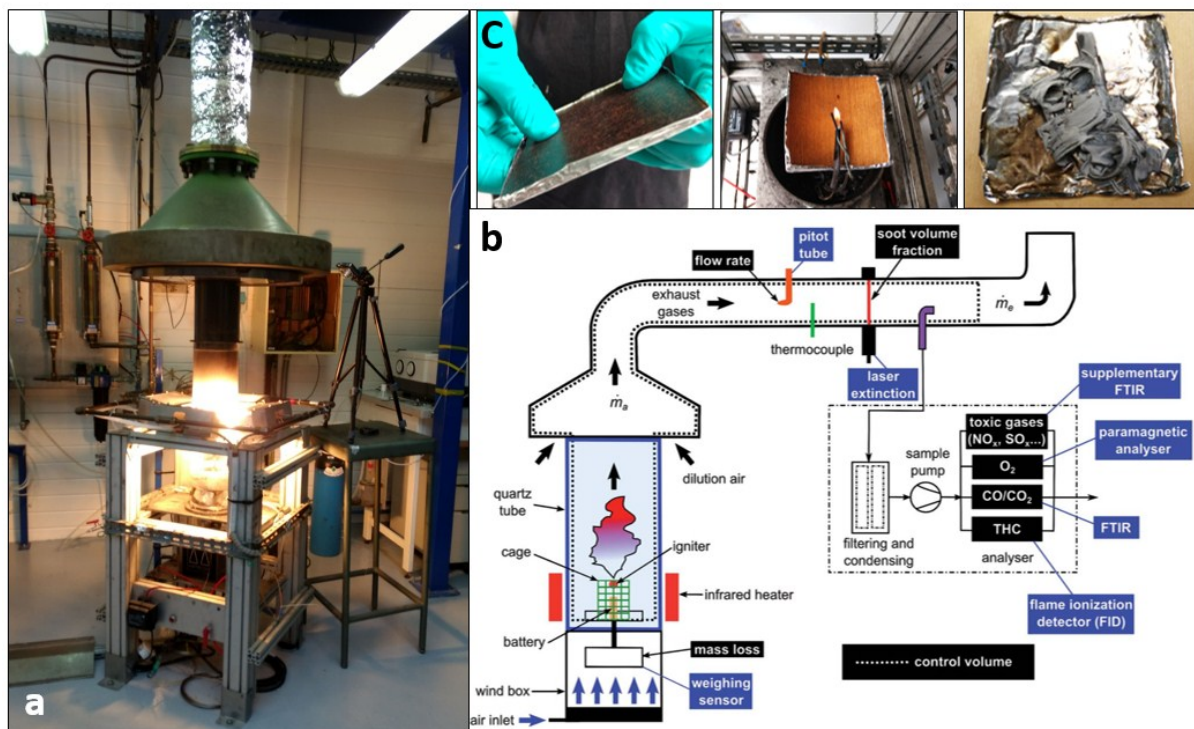 a
C
b
pitot
tube
soot volume
fraction
flow rate
exhaust
gases
ṁe
thermocouple
laser
extinction
ṁa
dilution air
quartz
tube
cage
igniter
infrared heater
battery
mass loss
wind box
weighing
sensor
air inlet
supplementary
FTIR
toxic gases
(NOx, SOx...)
paramagnetic
analyser
O2
sample
pump
CO/CO2
FTIR
THC
filtering and
condensing
analyser
flame ionization
detector (FID)
control volume